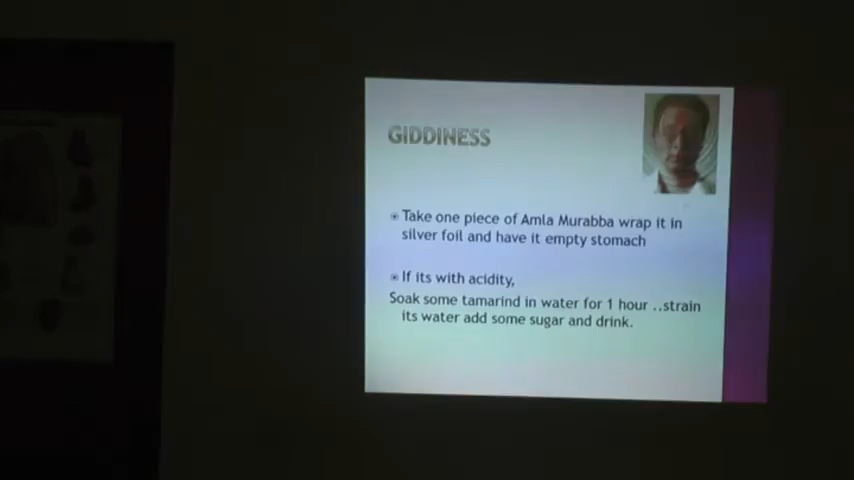 GIDDINESS
Take one piece of Amla Murabba wrap it in
silver foil and have it empty stomach
If its with acidity,
Soak some tamarind in water for 1 hour ..strain
its water add some sugar and drink.